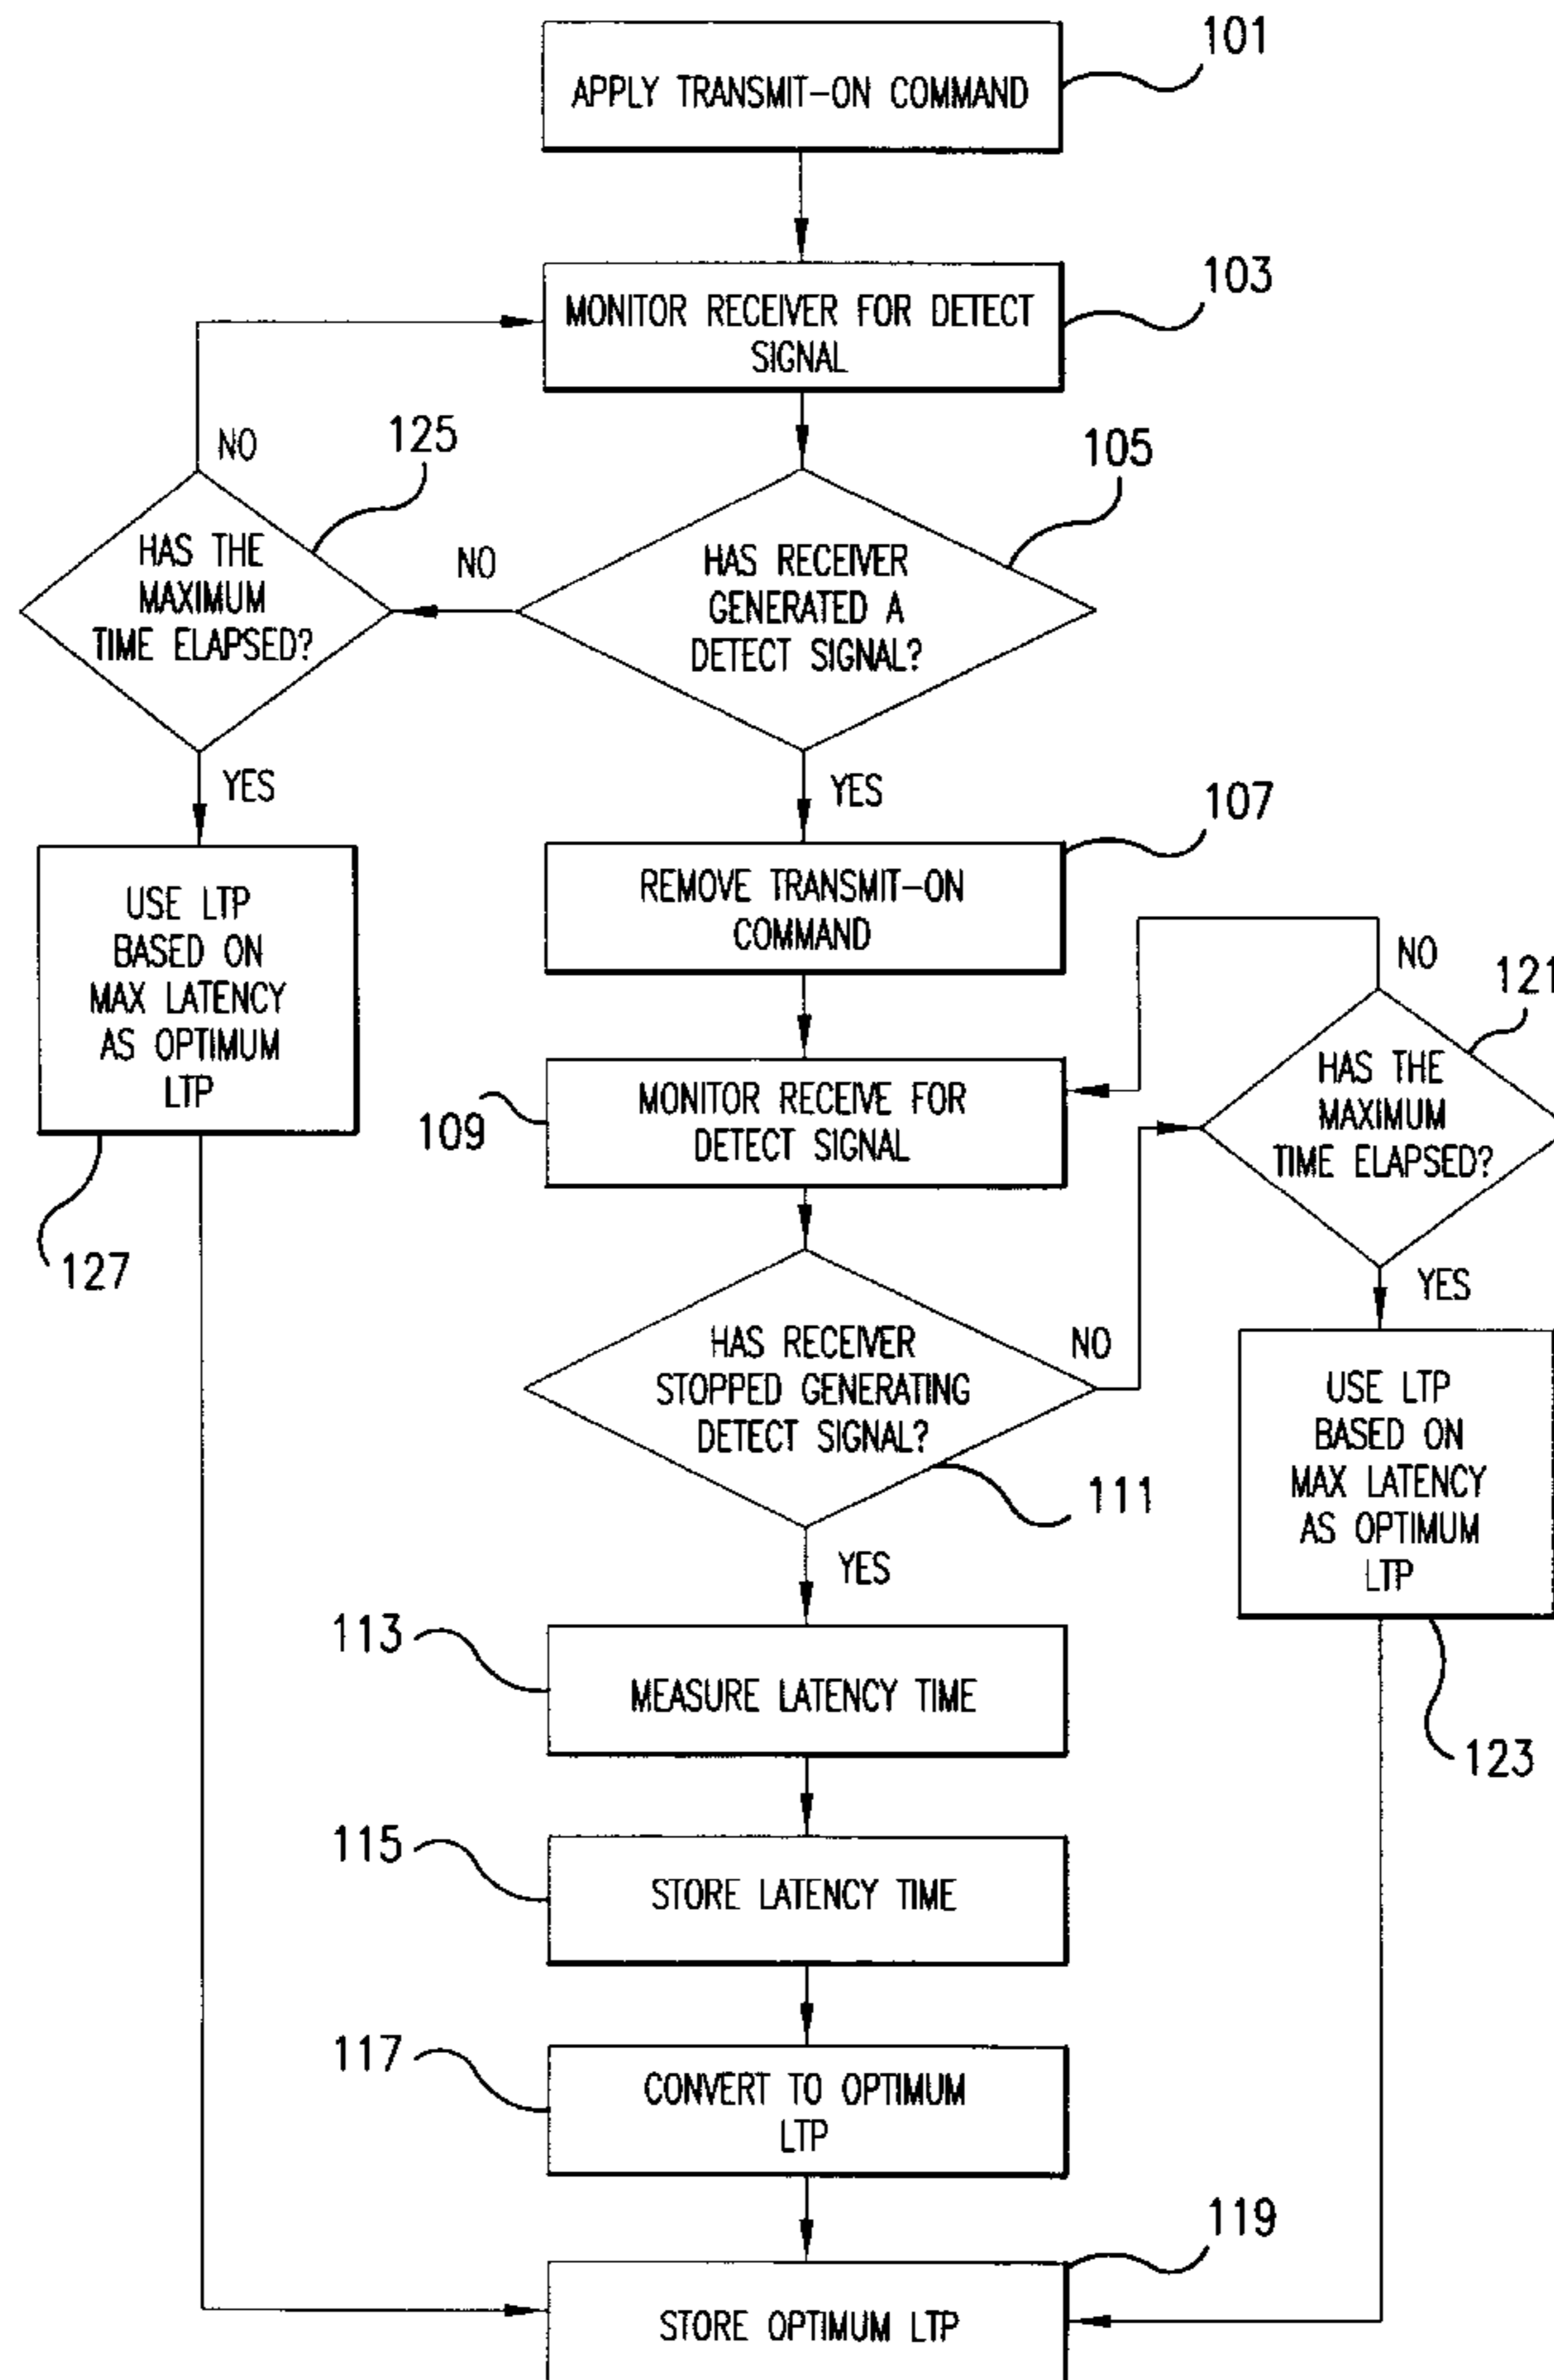 101
APPLY TRANSMIT-ON COMMAND
103
MONITOR RECEIVER FOR DETECT
SIGNAL
125
NO
105
HAS THE
MAXIMUM
TIME ELAPSED?
NO
HAS RECEIVER
GENERATED A
DETECT SIGNAL?
YES
YES
107
USE LTP
BASED ON
MAX LATENCY
AS OPTIMUM
LTP
127
REMOVE TRANSMIT-ON
COMMAND
NO
121
109
MONITOR RECEIVE FOR
DETECT SIGNAL
HAS THE
MAXIMUM
TIME ELAPSED?
YES
HAS RECEIVER
STOPPED GENERATING
DETECT SIGNAL?
NO
111
YES
USE LTP
BASED ON
MAX LATENCY
AS OPTIMUM
LTP
123
113
MEASURE LATENCY TIME
115
STORE LATENCY TIME
117
CONVERT TO OPTIMUM
LTP
119
STORE OPTIMUM LTP